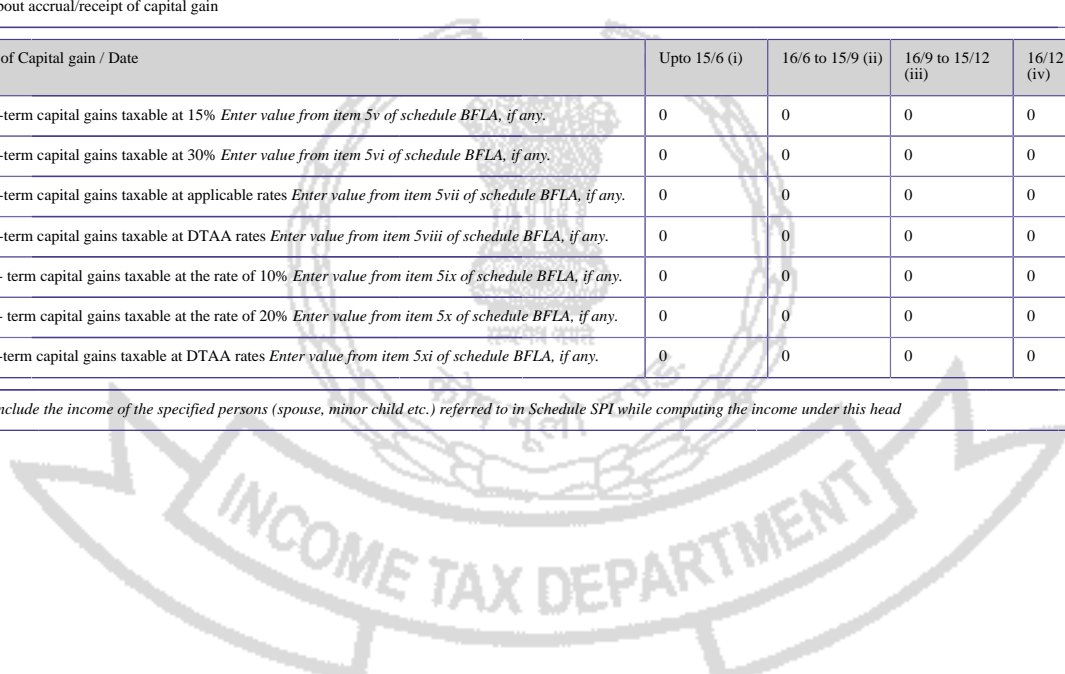 bout accrual/receipt of capital gain
of Capital gain / Date Upto 15/6 (i) 16/6 to 15/9 (ii) 16/9 to 15/12 (iii) 16/12 (iv)
-term capital gains taxable at 15% Enter value from item 5v of schedule BFLA, if any. 0 0 0 0
-term capital gains taxable at 30% Enter value from item 5vi of schedule BFLA, if any. 0 0 0 0
-term capital gains taxable at applicable rates Enter value from item 5vii of schedule BFLA, if any. 0 0 0 0
-term capital gains taxable at DTAA rates Enter value from item 5viii of schedule BFLA, if any. 0 0 0 0
- term capital gains taxable at the rate of 10% Enter value from item 5ix of schedule BFLA, if any. 0 0 0 0
- term capital gains taxable at the rate of 20% Enter value from item 5x of schedule BFLA, if any. 0 0 0 0
-term capital gains taxable at DTAA rates Enter value from item 5xi of schedule BFLA, if any. 0 0 0 0
nclude the income of the specified persons (spouse, minor child etc.) referred to in Schedule SPI while computing the income under this head
सत्यमेव जयते
कोष मूलो दण्ड:
INCOME TAX DEPARTMENT